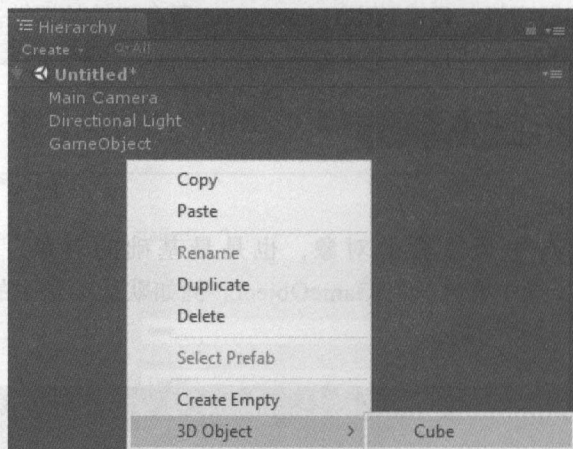 Hierarchy
Create All
Untitled*
Main Camera
Directional Light
GameObject
Copy
Paste
Rename
Duplicate
Delete
Select Prefab
Create Empty
3D Object > Cube